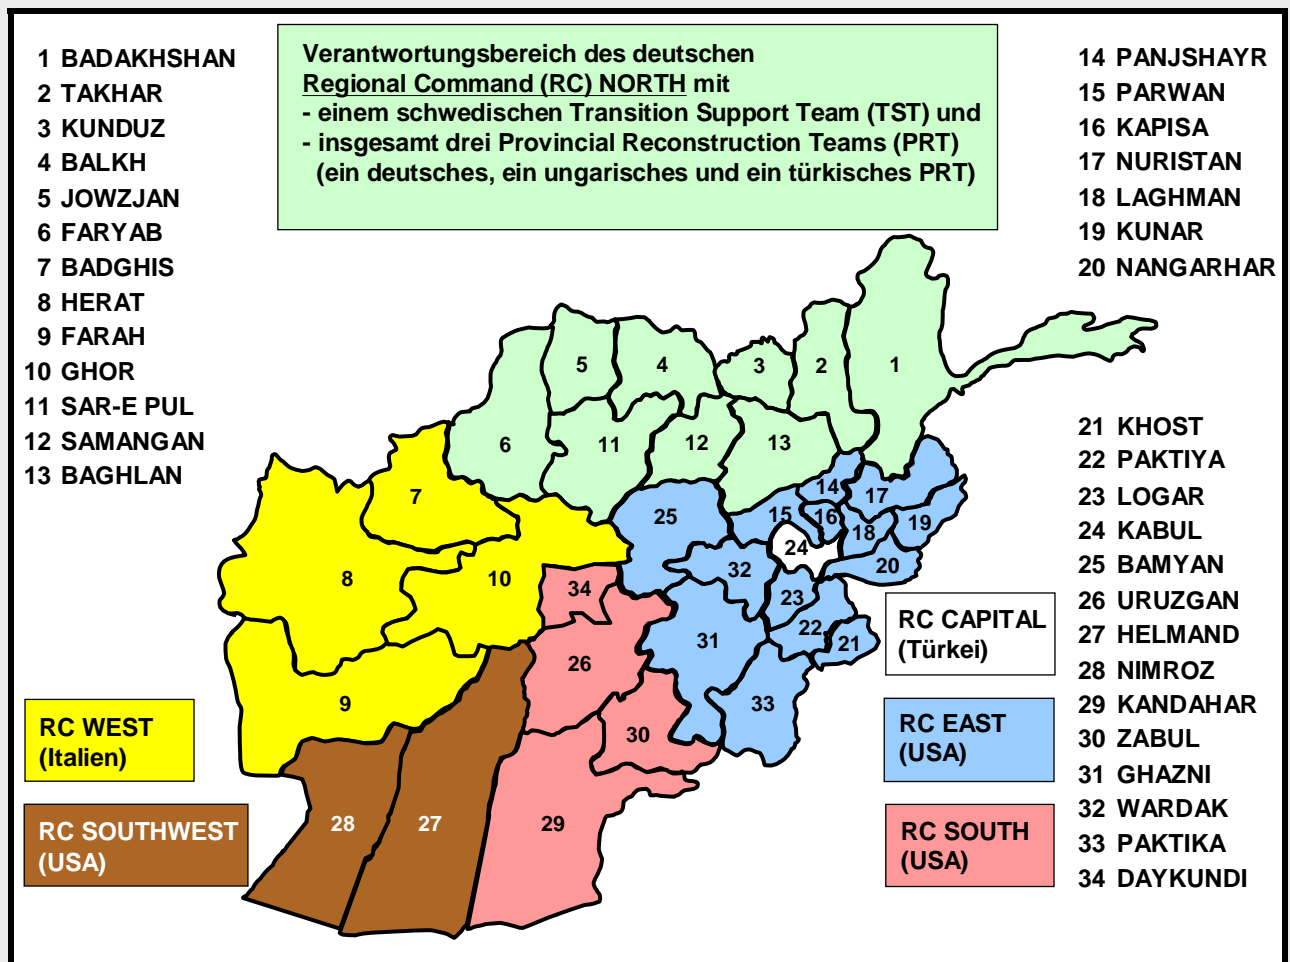 1 BADAKHSHAN
2 TAKHAR
3 KUNDUZ
4 BALKH
5 JOWZJAN
6 FARYAB
7 BADGHIS
8 HERAT
9 FARAH
10 GHOR
11 SAR-E PUL
12 SAMANGAN
13 BAGHLAN
Verantwortungsbereich des deutschen
Regional Command (RC) NORTH mit
- einem schwedischen Transition Support Team (TST) und
- insgesamt drei Provincial Reconstruction Teams (PRT)
(ein deutsches, ein ungarisches und ein türkisches PRT)
14 PANJSHAYR
15 PARWAN
16 KAPISA
17 NURISTAN
18 LAGHMAN
19 KUNAR
20 NANGARHAR
21 KHOST
22 PAKTIYA
23 LOGAR
24 KABUL
25 BAMYAN
26 URUZGAN
27 HELMAND
28 NIMROZ
29 KANDAHAR
30 ZABUL
31 GHAZNI
32 WARDAK
33 PAKTIKA
34 DAYKUNDI
5
4
3
2
1
6
11
12
13
7
14
17
25
15
16
18
19
24
20
8
10
34
32
23
22
21
31
26
9
33
30
28
27
29
RC WEST
(Italien)
RC SOUTHWEST
(USA)
RC CAPITAL
(Türkei)
RC EAST
(USA)
RC SOUTH
(USA)